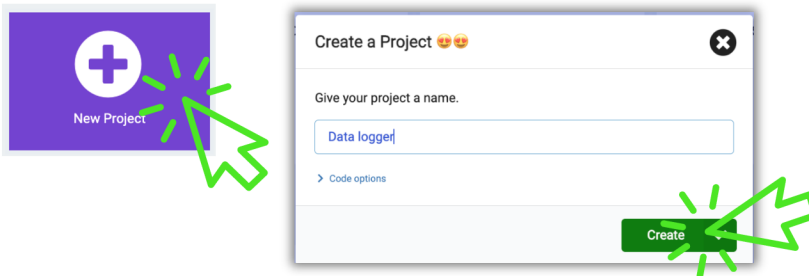 New Project
Create a Project 😍😍
Give your project a name.
Data logger
Code options
Create